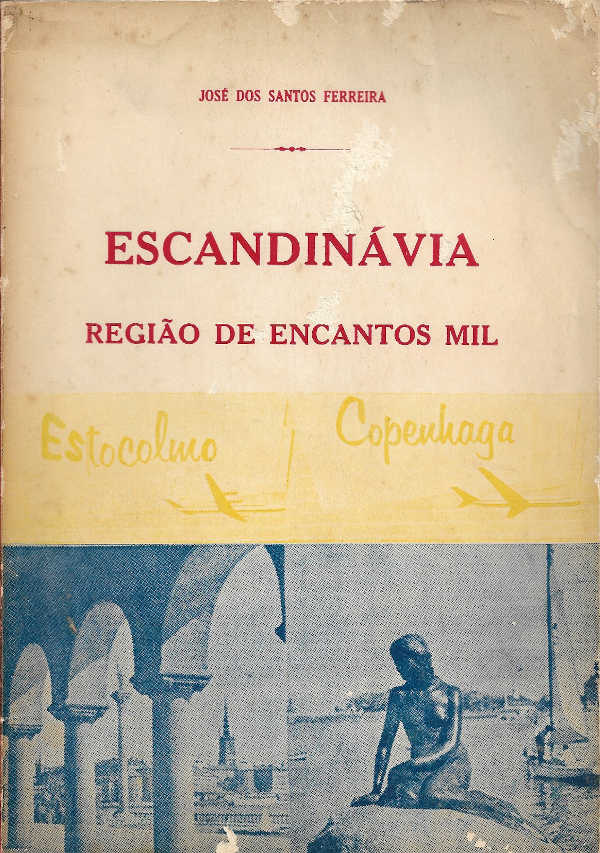 JOSÉ DOS SANTOS FERREIRA
ESCANDINÁVIA
REGIÃO DE ENCANTOS MIL
Estocolmo
Copenhaga